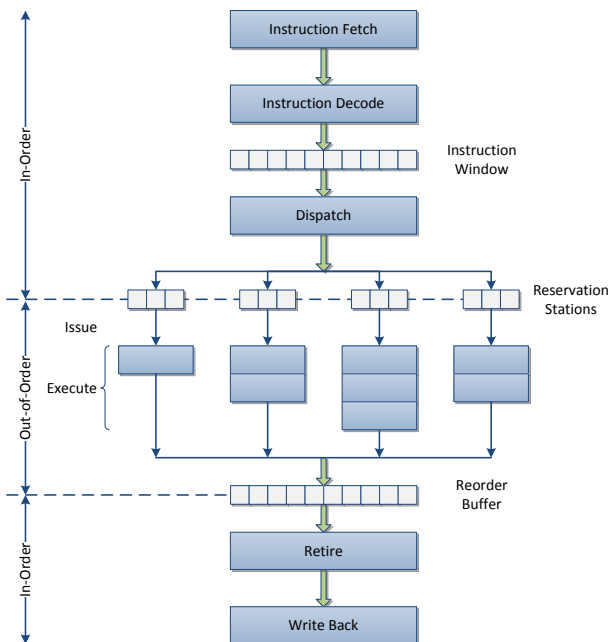 Instruction Fetch
Instruction Decode
In-Order
Instruction
Window
Dispatch
Reservation
Stations
Issue
Execute
Out-of-Order
Reorder
Buffer
Retire
In-Order
Write Back